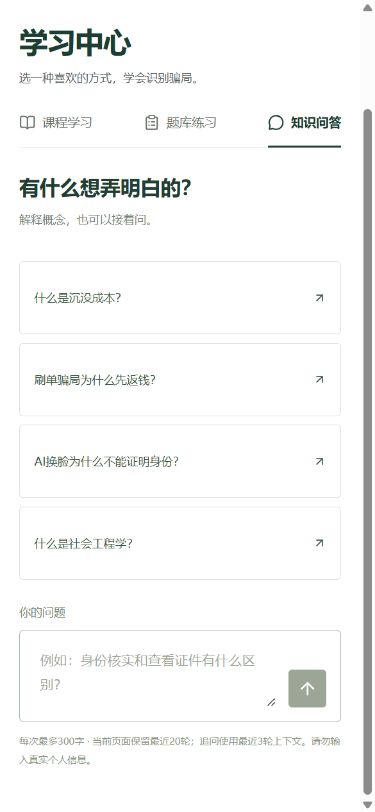 学习中心
选一种喜欢的方式，学会识别骗局。
课程学习
题库练习
知识问答
有什么想弄明白的？
解释概念，也可以接着问。
什么是沉没成本？
刷单骗局为什么先返钱？
AI换脸为什么不能证明身份？
什么是社会工程学？
你的问题
例如：身份核实和查看证件有什么区
别？
每次最多300字 · 当前页面保留最近20轮；追问使用最近3轮上下文。请勿输
入真实个人信息。